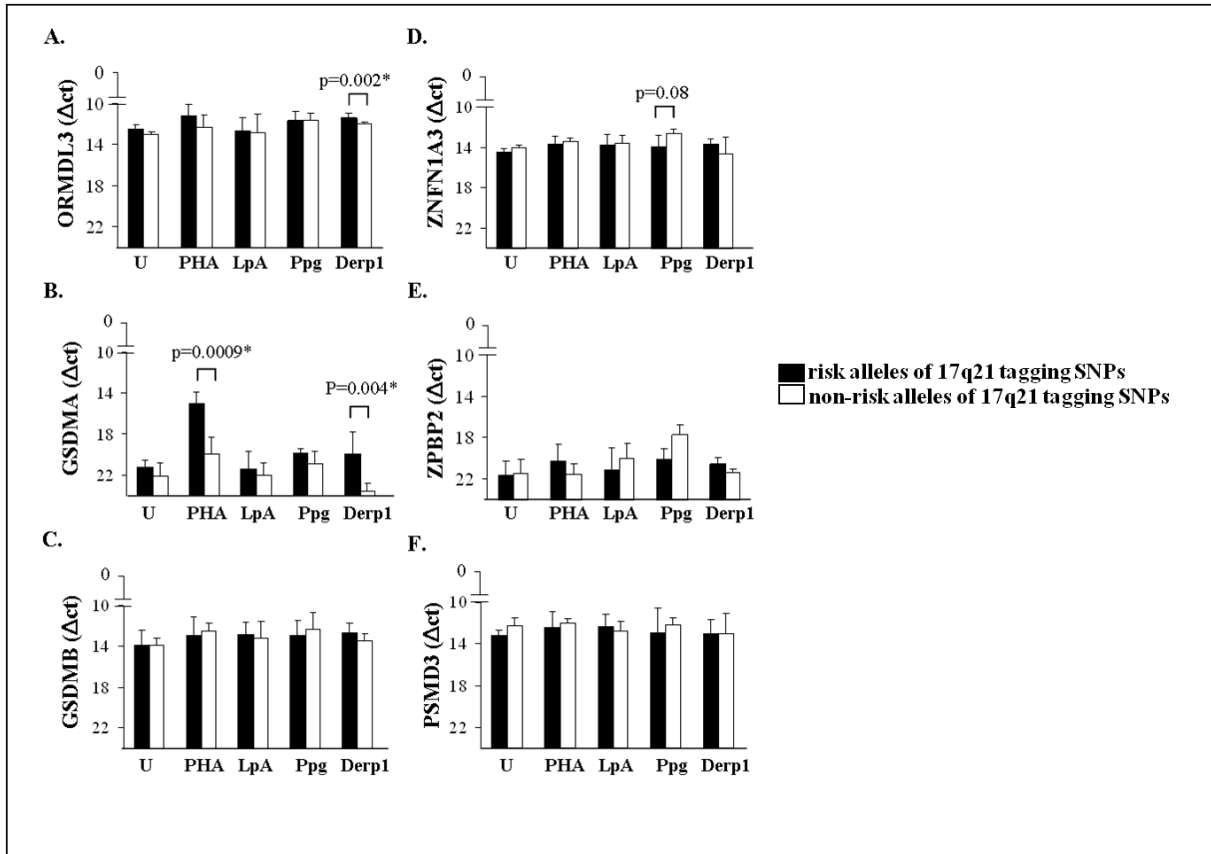 A.
ORMDL3 (Δct)
0
10
14
18
22
p=0.002*
U PHA LpA Ppg Derp1
B.
GSDMA (Δct)
0
10
14
18
22
p=0.0009*
P=0.004*
U PHA LpA Ppg Derp1
C.
GSDMB (Δct)
0
10
14
18
22
U PHA LpA Ppg Derp1
D.
ZNFN1A3 (Δct)
0
10
14
18
22
p=0.08
U PHA LpA Ppg Derp1
E.
ZPBP2 (Δct)
0
10
14
18
22
U PHA LpA Ppg Derp1
F.
PSMD3 (Δct)
0
10
14
18
22
U PHA LpA Ppg Derp1
risk alleles of 17q21 tagging SNPs
non-risk alleles of 17q21 tagging SNPs